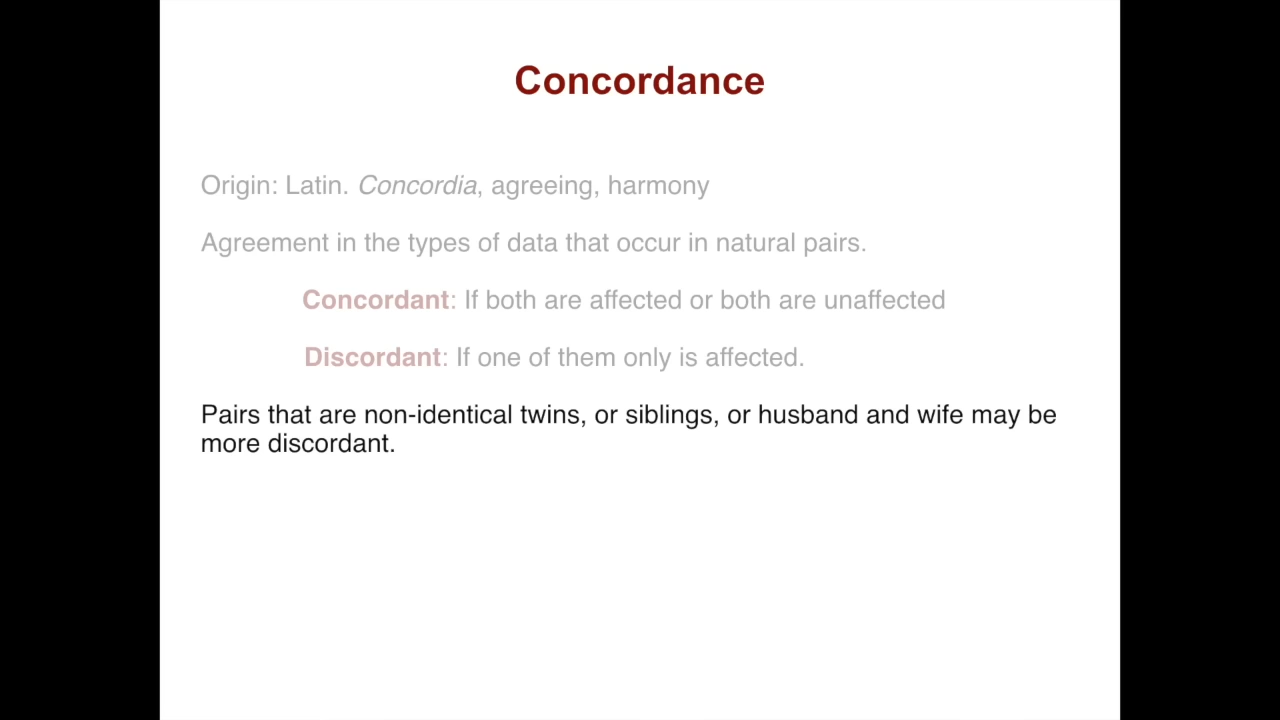 Concordance
Origin: Latin. Concordia, agreeing, harmony
Agreement in the types of data that occur in natural pairs.
Concordant: If both are affected or both are unaffected
Discordant: If one of them only is affected.
Pairs that are non-identical twins, or siblings, or husband and wife may be
more discordant.